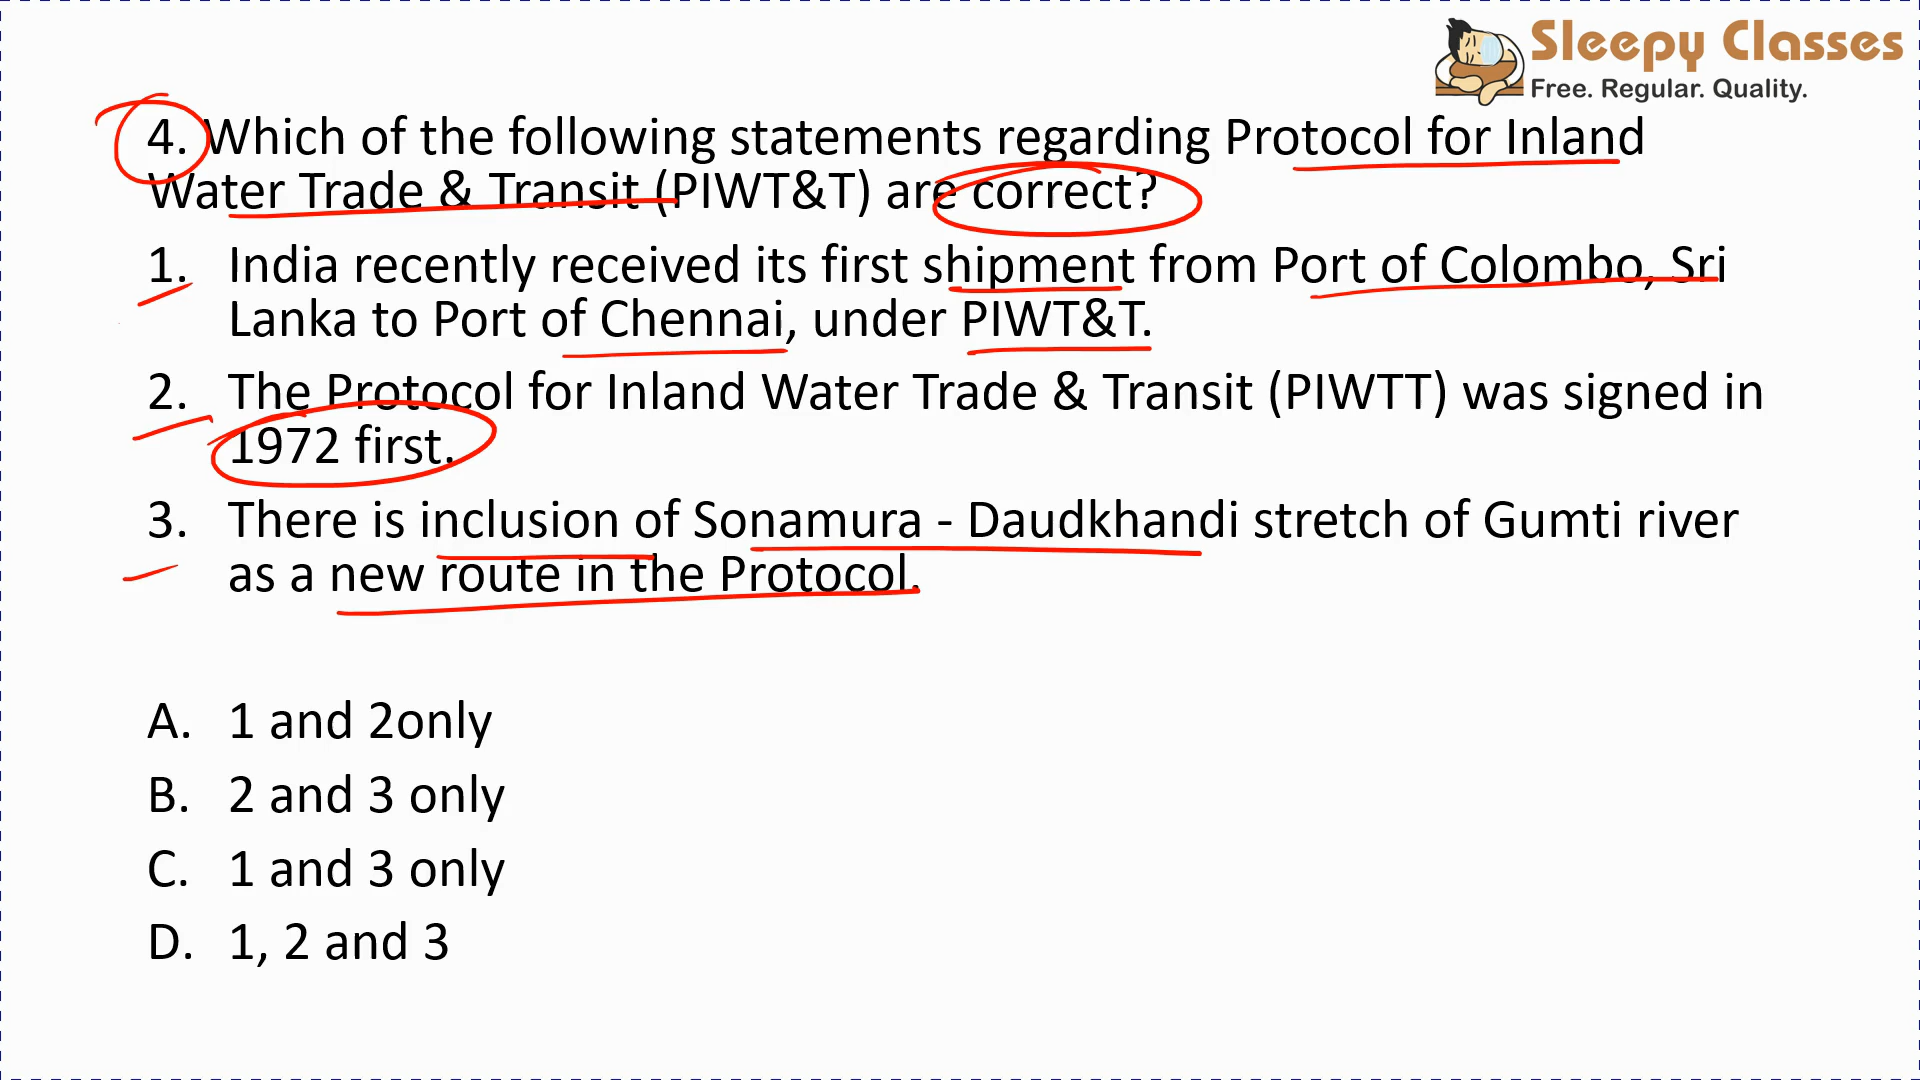 Sleepy Classes
Free. Regular. Quality.
4. Which of the following statements regarding Protocol for Inland
Water Trade & Transit (PIWT&T) are correct?
1. India recently received its first shipment from Port of Colombo, Sri
Lanka to Port of Chennai, under PIWT&T.
2. The Protocol for Inland Water Trade & Transit (PIWTT) was signed in
1972 first.
3. There is inclusion of Sonamura - Daudkhandi stretch of Gumti river
as a new route in the Protocol.
A. 1 and 2only
B. 2 and 3 only
C. 1 and 3 only
D. 1, 2 and 3